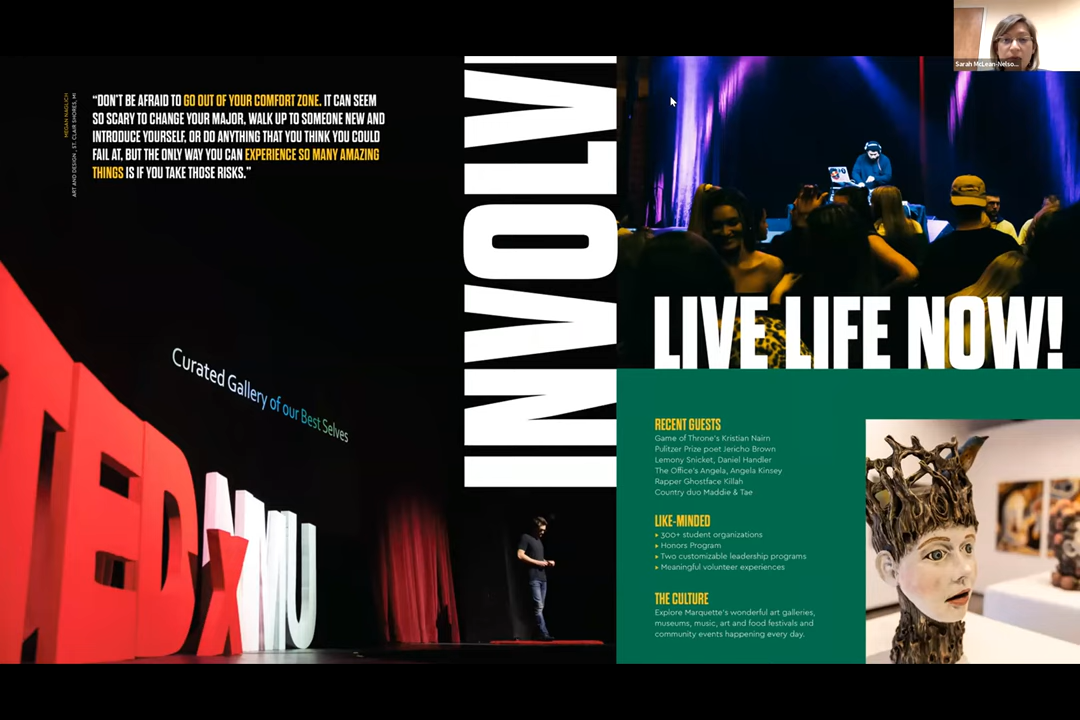 Sarah McLean-Nelso...
MEGAN NAGLICH
ART AND DESIGN , ST. CLAIR SHORES, MI
“DON’T BE AFRAID TO GO OUT OF YOUR COMFORT ZONE. IT CAN SEEM
SO SCARY TO CHANGE YOUR MAJOR, WALK UP TO SOMEONE NEW AND
INTRODUCE YOURSELF, OR DO ANYTHING THAT YOU THINK YOU COULD
FAIL AT, BUT THE ONLY WAY YOU CAN EXPERIENCE SO MANY AMAZING
THINGS IS IF YOU TAKE THOSE RISKS.”
Curated Gallery of our Best Selves
TEDxNMU
INVOLV
LIVE LIFE NOW!
RECENT GUESTS
Game of Throne's Kristian Nairn
Pulitzer Prize poet Jericho Brown
Lemony Snicket, Daniel Handler
The Office's Angela, Angela Kinsey
Rapper Ghostface Killah
Country duo Maddie & Tae
LIKE-MINDED
▸ 300+ student organizations
▸ Honors Program
▸ Two customizable leadership programs
▸ Meaningful volunteer experiences
THE CULTURE
Explore Marquette's wonderful art galleries,
museums, music, art and food festivals and
community events happening every day.